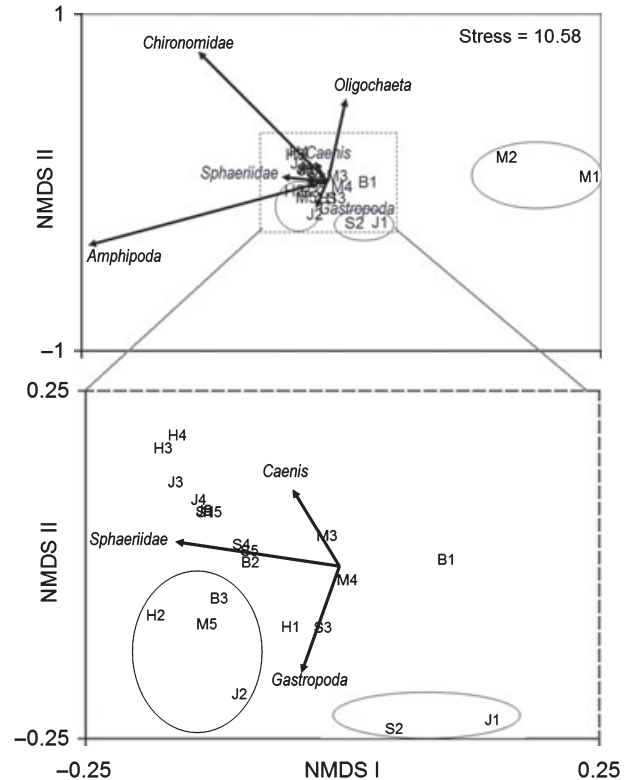 1
Stress = 10.58
Chironomidae
Oligochaeta
Caenis
M2
M1
Sphaeriidae
M3
M4
B1
Gastropoda
J2
S2
J1
Amphipoda
NMDS II
–1
0.25
H4
H3
Caenis
J3
J4
M3
Sphaeriidae
S4
S5
B2
B1
M4
B3
H2
M5
H1
S3
Gastropoda
J2
J1
S2
NMDS II
–0.25
–0.25
NMDS I
0.25